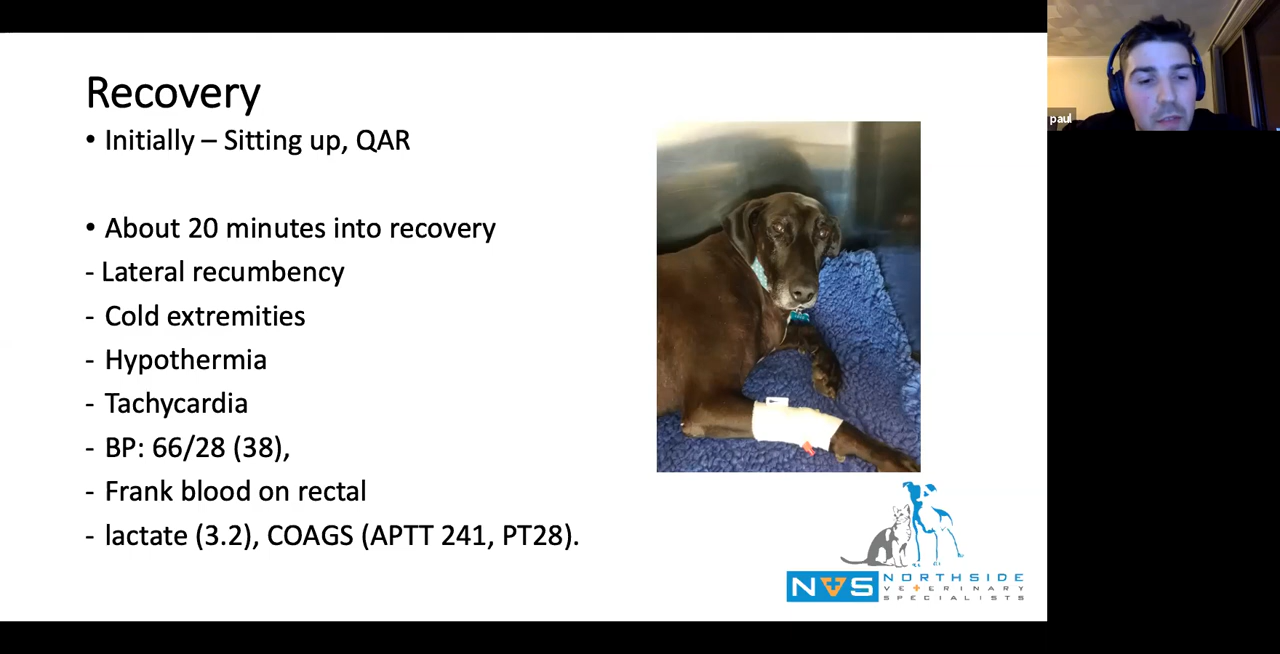 Recovery
• Initially – Sitting up, QAR
• About 20 minutes into recovery
- Lateral recumbency
- Cold extremities
- Hypothermia
- Tachycardia
- BP: 66/28 (38),
- Frank blood on rectal
- lactate (3.2), COAGS (APTT 241, PT28).
paul
NVS NORTHSIDE
VETERINARY
SPECIALISTS